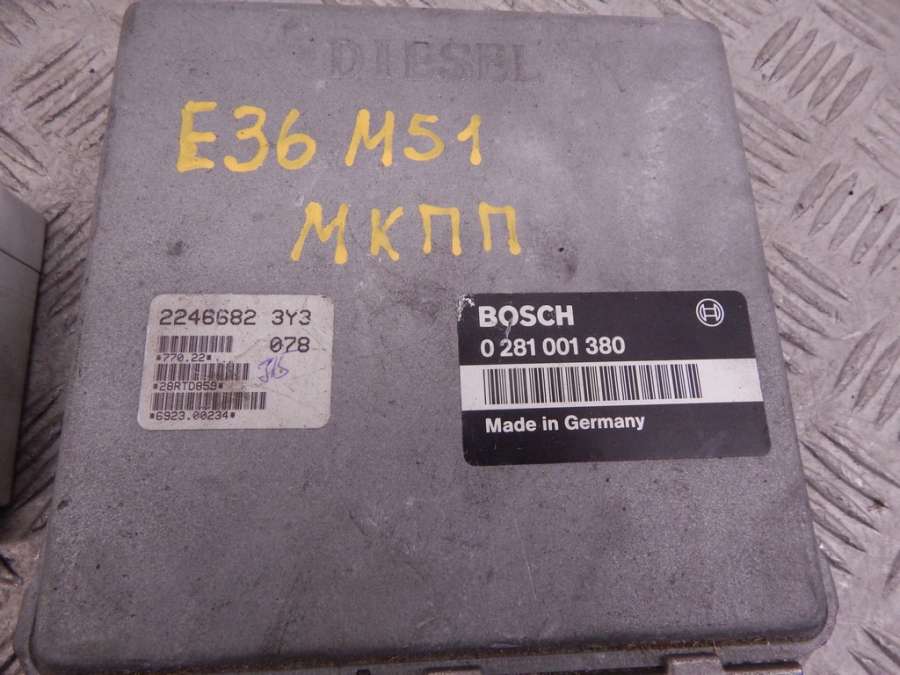 DIESEL
E36 M51
МКПП
2246682 3Y3
078
*770.22*
*28RTD859*
*6923.00234*
BOSCH
0 281 001 380
Made in Germany